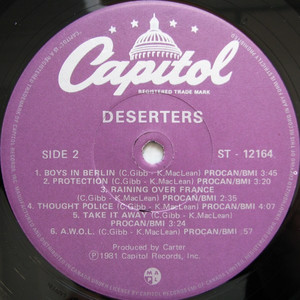 Capitol
REGISTERED TRADE MARK
DESERTERS
SIDE 2
ST - 12164
1. BOYS IN BERLIN (C.Gibb - K.MacLean) PROCAN/BMI 3:45
2. PROTECTION (C.Gibb - K.MacLean) PROCAN/BMI 3:20
3. RAINING OVER FRANCE
(C.Gibb - K.MacLean) PROCAN/BMI 2:35
4. THOUGHT POLICE (C.Gibb - K.MacLean) PROCAN/BMI 4:07
5. TAKE IT AWAY (C.Gibb - K.MacLean) PROCAN/BMI
3:24
6. A.W.O.L. (C.Gibb - K.MacLean) PROCAN/BMI .57
Produced by Carter
℗ 1981 Capitol Records, Inc.